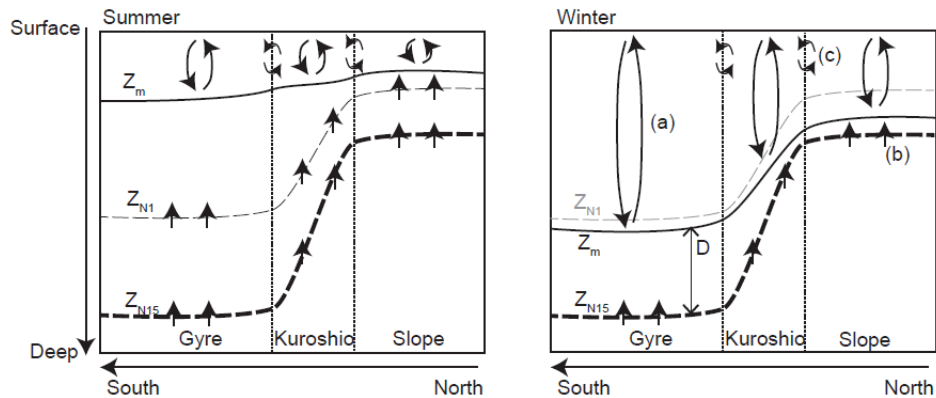 Surface
Summer
Z_m
Z_N1
Z_N15
Deep
Gyre
Kuroshio
Slope
South
North
Winter
(c)
(a)
(b)
Z_N1
Z_m
D
Z_N15
Gyre
Kuroshio
Slope
South
North